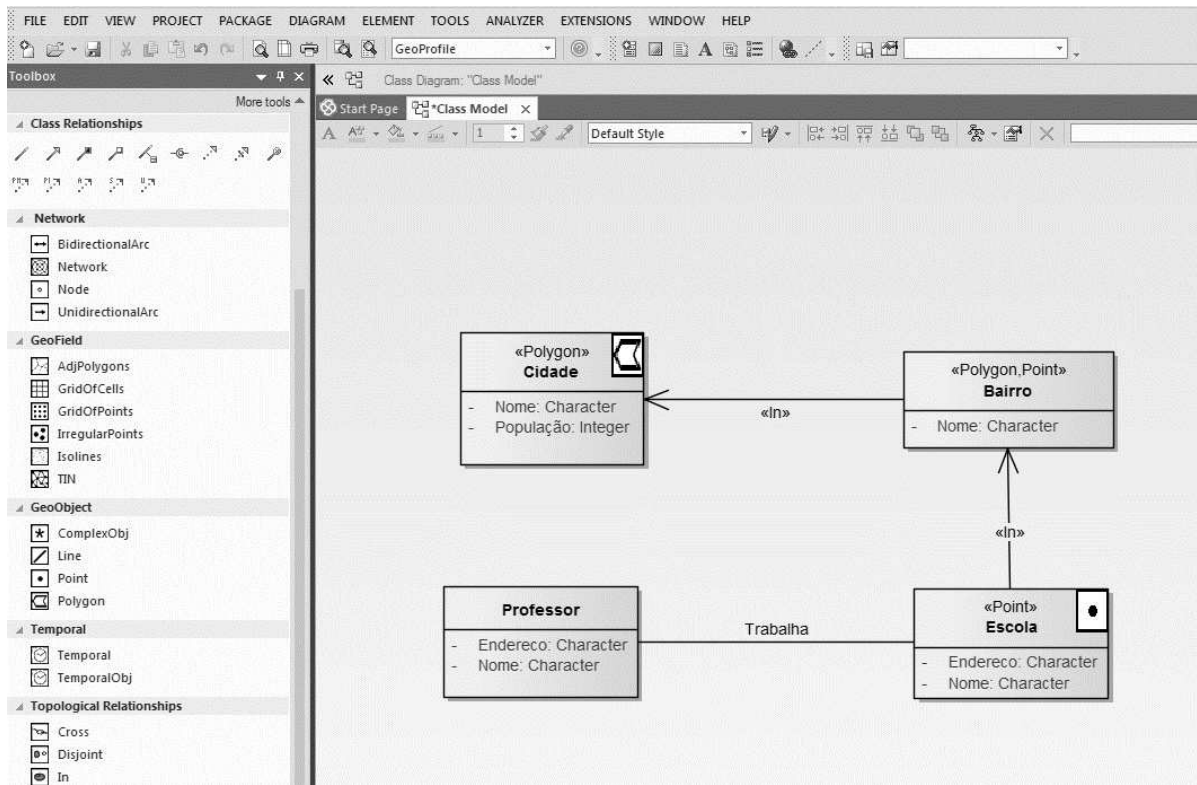 FILE EDIT VIEW PROJECT PACKAGE DIAGRAM ELEMENT TOOLS ANALYZER EXTENSIONS WINDOW HELP
GeoProfile
A
Toolbox
More tools
Class Relationships
Network
BidirectionalArc
Network
Node
UnidirectionalArc
GeoField
AdjPolygons
GridOfCells
GridOfPoints
IrregularPoints
Isolines
TIN
GeoObject
ComplexObj
Line
Point
Polygon
Temporal
Temporal
TemporalObj
Topological Relationships
Cross
Disjoint
In
Class Diagram: "Class Model"
Start Page *Class Model
A 1 Default Style
«Polygon»
Cidade
- Nome: Character
- População: Integer
«In»
«Polygon,Point»
Bairro
- Nome: Character
«In»
Professor
- Endereco: Character
- Nome: Character
Trabalha
«Point»
Escola
- Endereco: Character
- Nome: Character